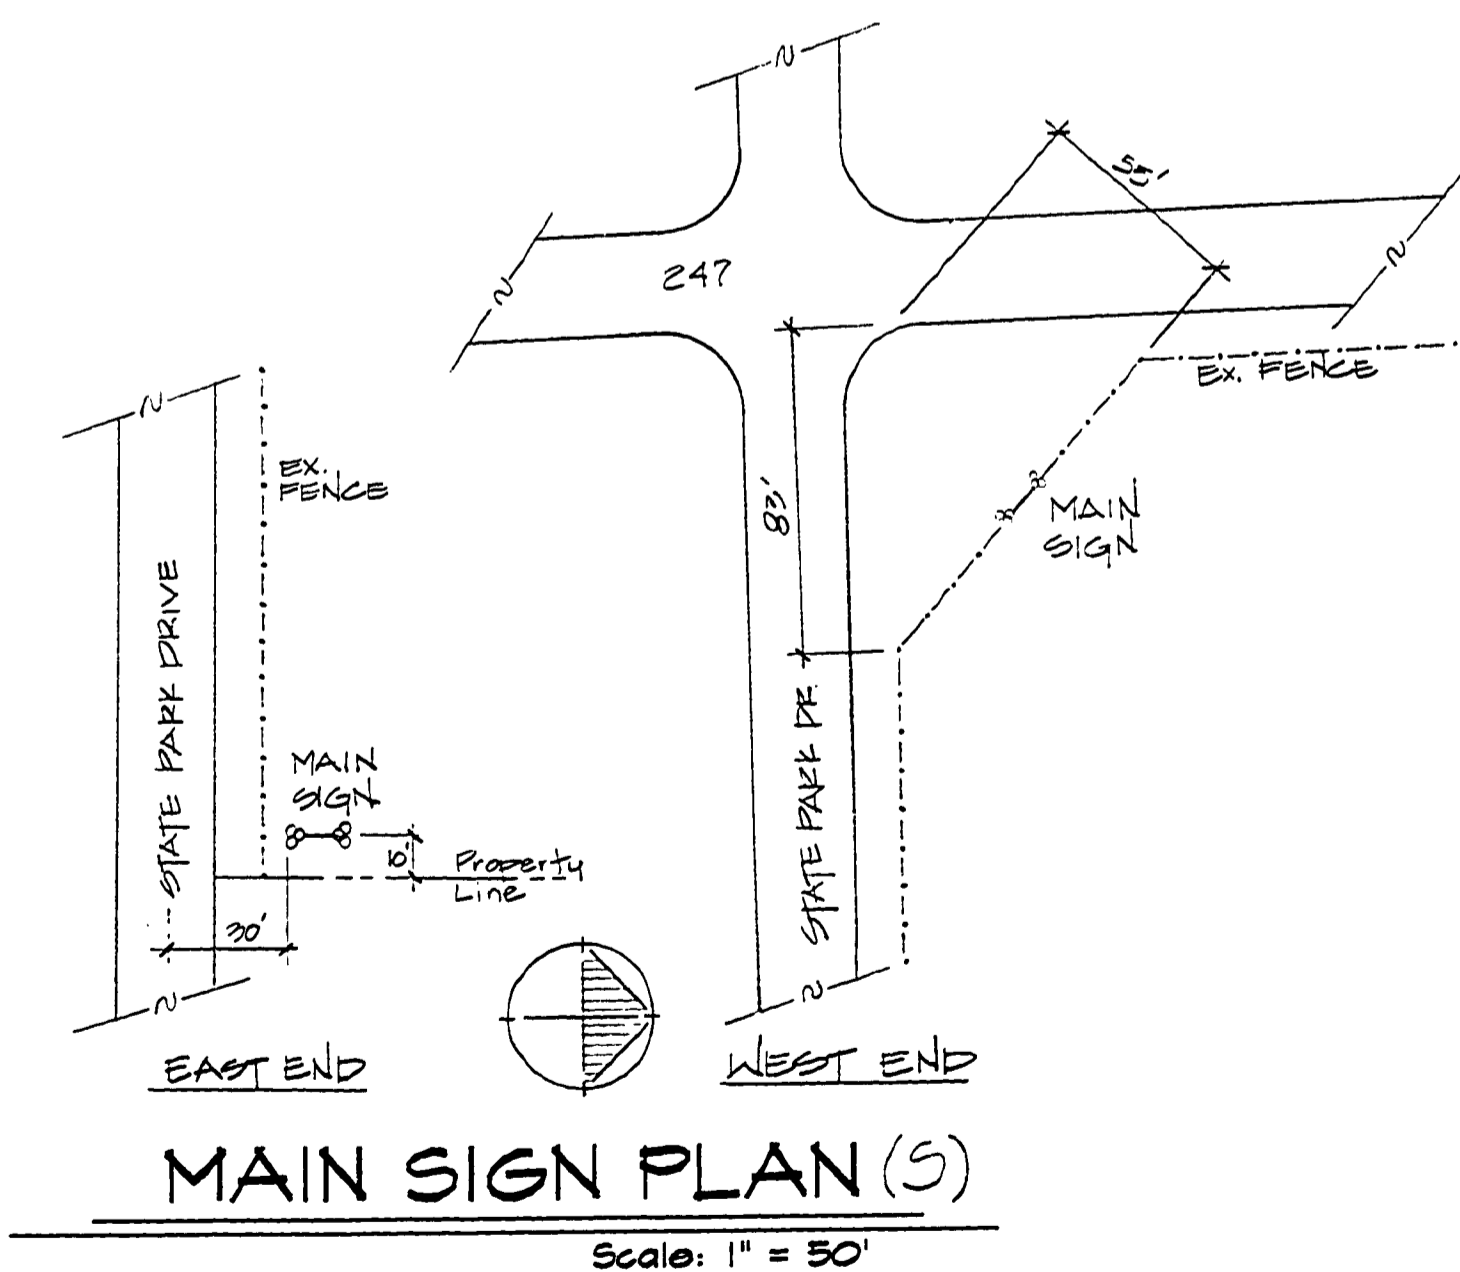 55'
247
EX. FENCE
EX.
FENCE
83'
MAIN
SIGN
STATE PARK DRIVE
MAIN
SIGN
STATE PARK DR.
10'
Property
Line
30'
EAST END
WEST END
MAIN SIGN PLAN (S)
Scale: 1" = 50'